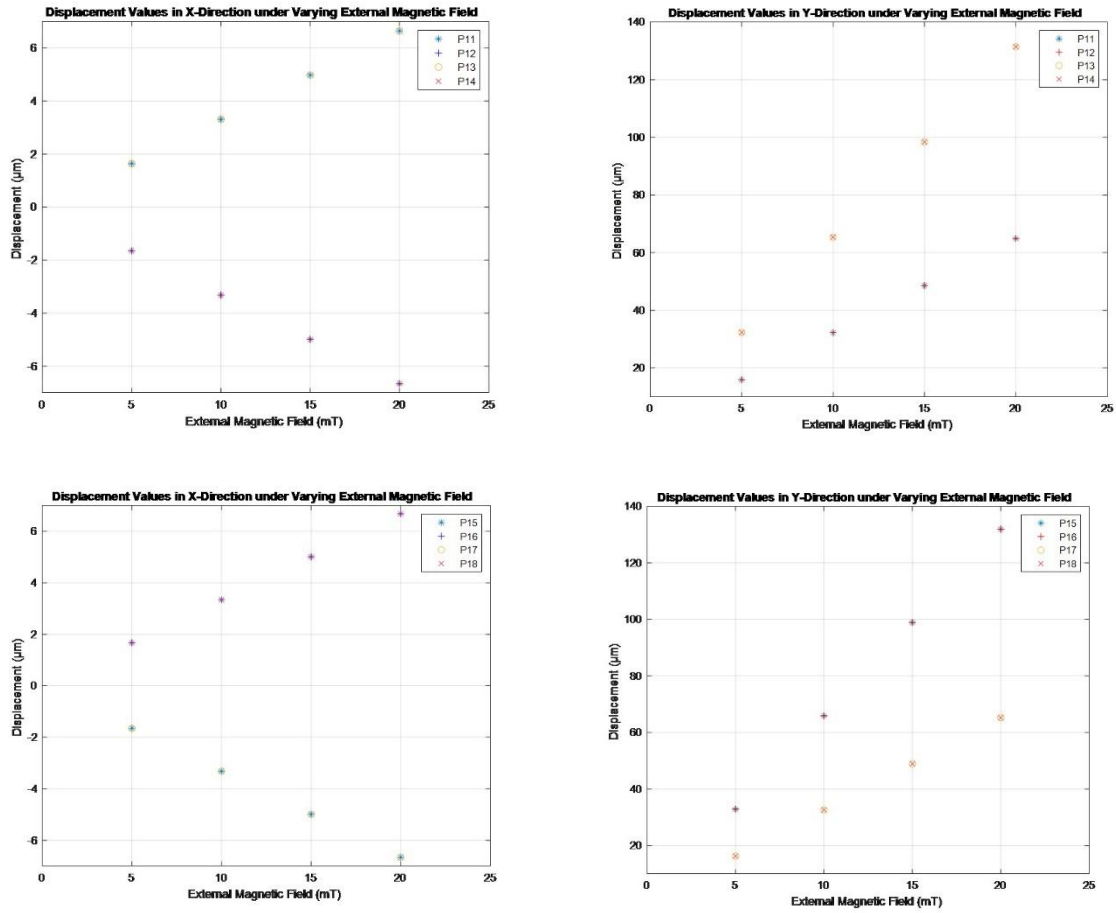 Displacement Values in X-Direction under Varying External Magnetic Field
P11
P12
P13
P14
6
4
2
0
-2
-4
-6
Displacement (μm)
0 5 10 15 20 25
External Magnetic Field (mT)
Displacement Values in Y-Direction under Varying External Magnetic Field
P11
P12
P13
P14
140
120
100
80
60
40
20
Displacement (μm)
0 5 10 15 20 25
External Magnetic Field (mT)
Displacement Values in X-Direction under Varying External Magnetic Field
P15
P16
P17
P18
6
4
2
0
-2
-4
-6
Displacement (μm)
0 5 10 15 20 25
External Magnetic Field (mT)
Displacement Values in Y-Direction under Varying External Magnetic Field
P15
P16
P17
P18
140
120
100
80
60
40
20
Displacement (μm)
0 5 10 15 20 25
External Magnetic Field (mT)